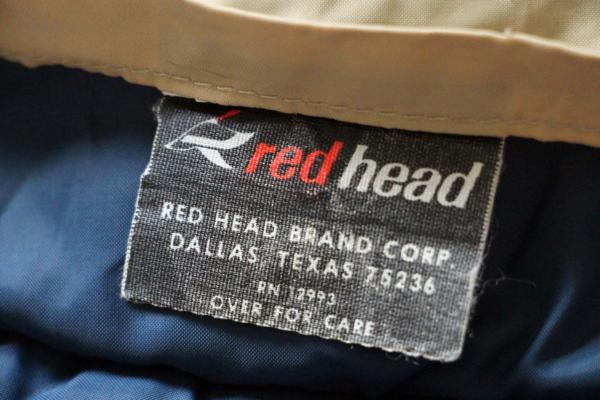 red head
RED HEAD BRAND CORP.
DALLAS, TEXAS 75236
RN 12993
OVER FOR CARE